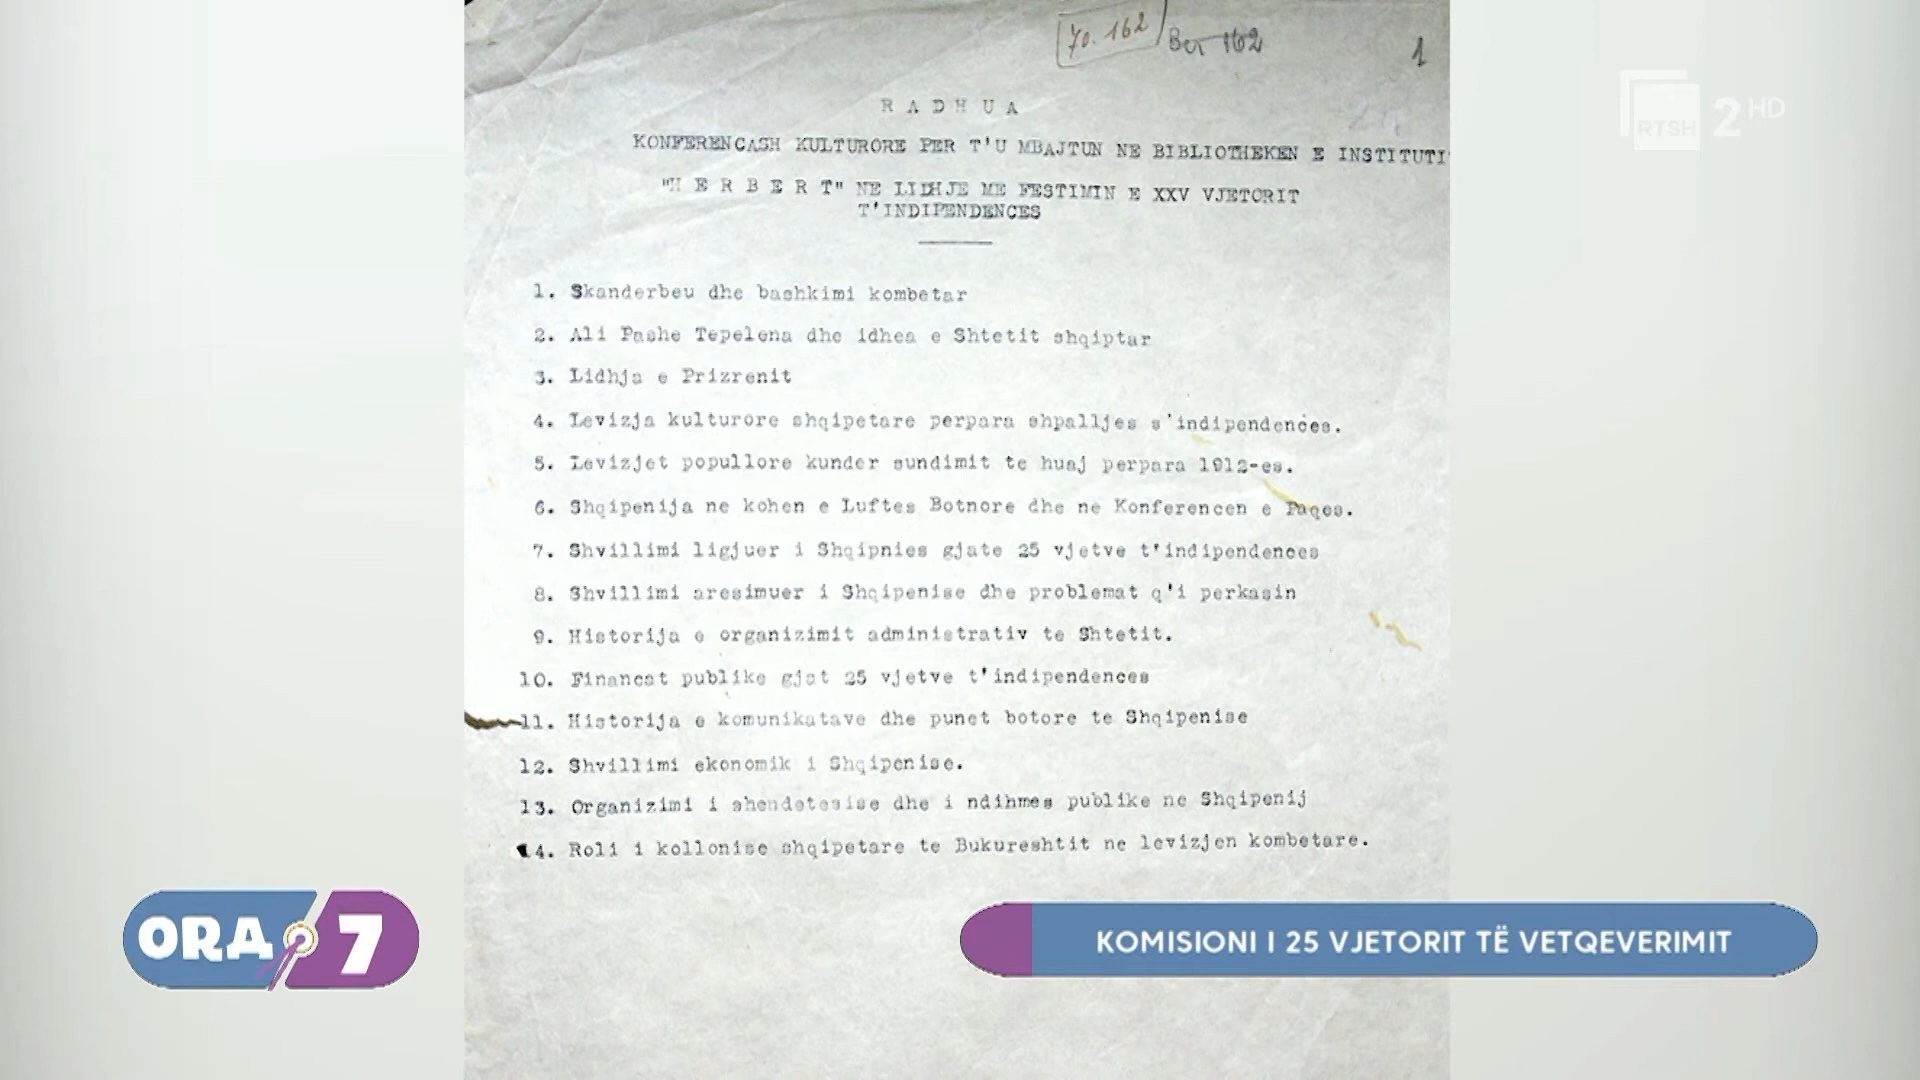 70. 162
162
1
RTSH 2 HD
RADHUA
KONFERENCASH KULTURORE PER T'U MBAJTUN NE BIBLIOTHEKEN E INSTITUTI
"HERBERT" NE LIDHJE ME FESTIMIN E XXV VJETORIT
T'INDIPENDENCES
1. Skanderbeu dhe bashkimi kombetar
2. Ali Pashe Tepelena dhe idhea e Shtetit shqiptar
3. Lidhja e Prizrenit
4. Levizja kulturore shqipetare perpara shpalljes s'indipendences.
5. Levizjet popullore kunder sundimit te huaj perpara 1912-es.
6. Shqipenija ne kohen e Luftes Botnore dhe ne Konferencen e Paqes.
7. Shvillimi ligjuer i Shqipnies gjate 25 vjetve t'indipendences
8. Shvillimi aresimuer i Shqipenise dhe problemat q'i perkasin
9. Historija e organizimit administrativ te Shtetit.
10. Financat publike gjat 25 vjetve t'indipendences
11. Historija e komunikatave dhe punet botore te Shqipenise
12. Shvillimi ekonomik i Shqipenise.
13. Organizimi i shendetesise dhe i ndihmes publike ne Shqipenij
14. Roli i kollonise shqipetare te Bukureshtit ne levizjen kombetare.
ORA 7
KOMISIONI I 25 VJETORIT TË VETQEVERIMIT